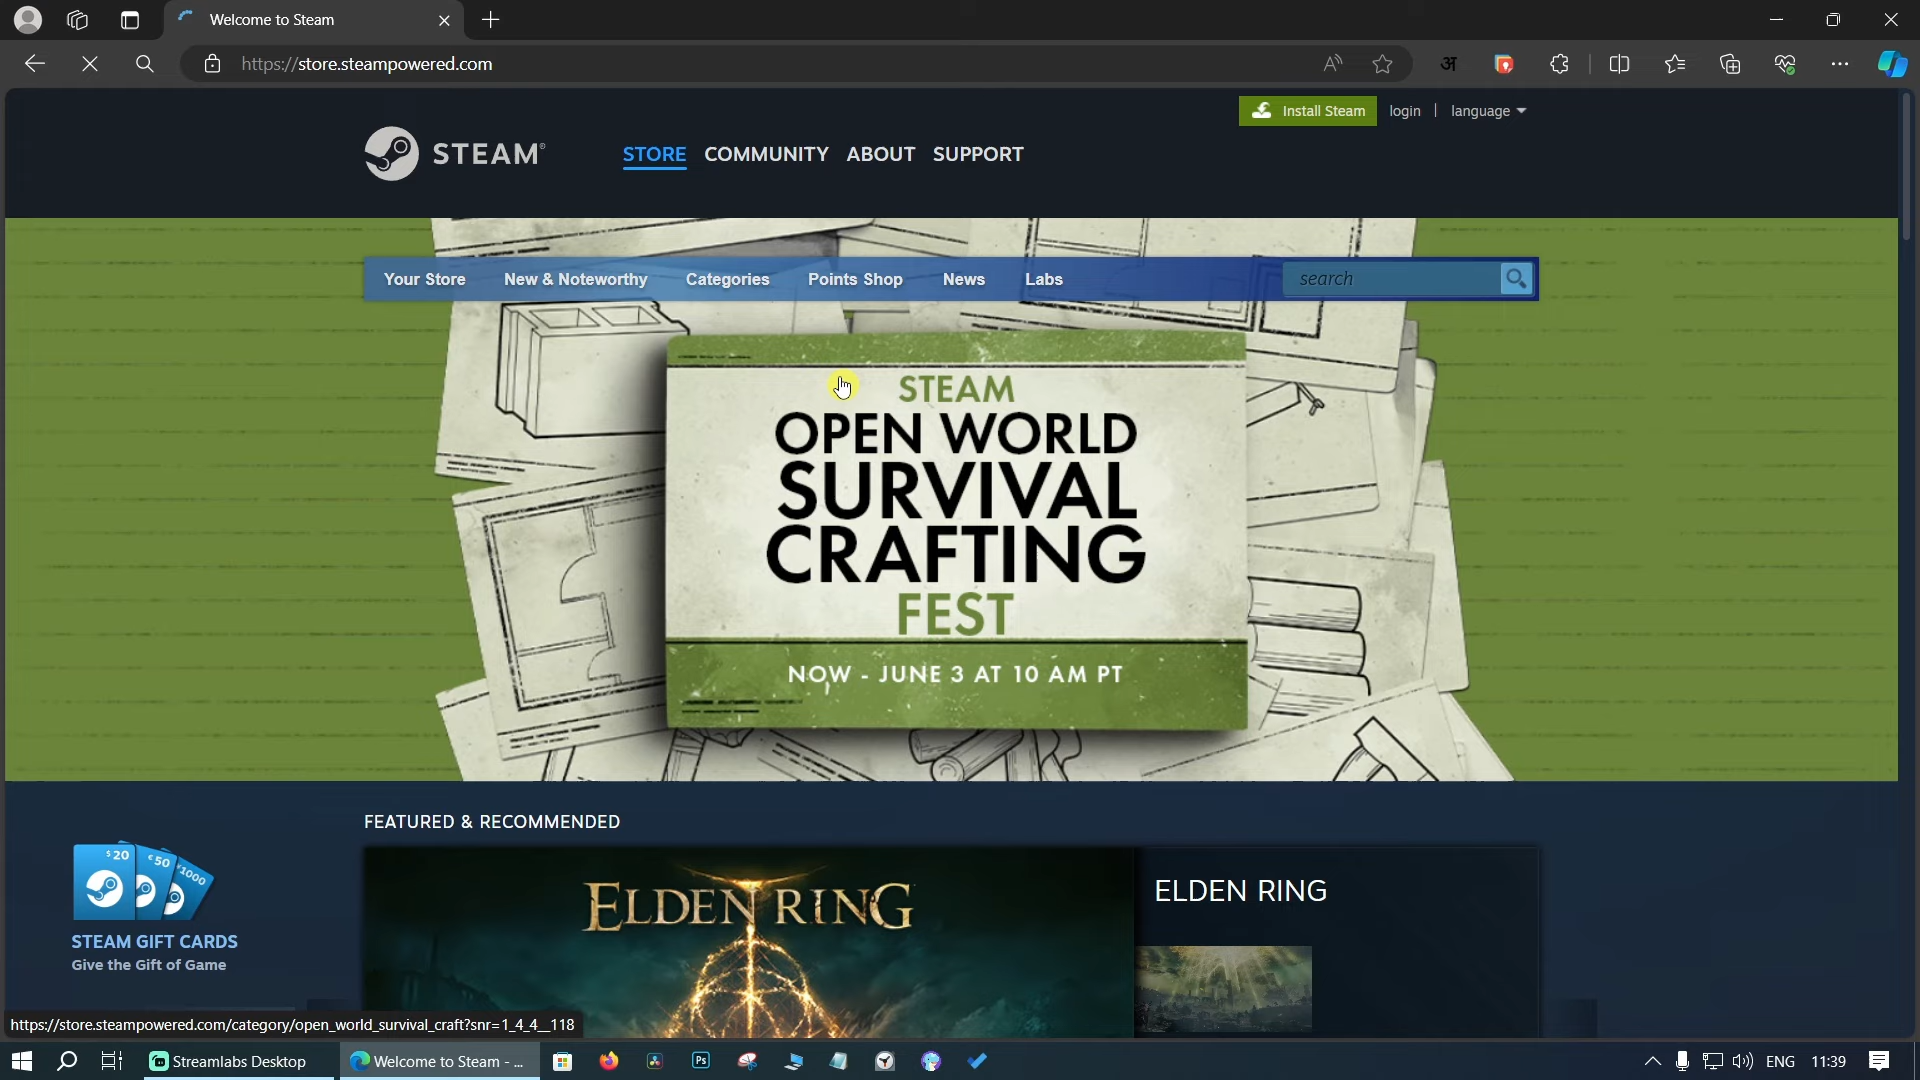 Welcome to Steam
https://store.steampowered.com
अ
Install Steam
login
language
STEAM®
STORE
COMMUNITY
ABOUT
SUPPORT
Your Store
New & Noteworthy
Categories
Points Shop
News
Labs
search
STEAM
OPEN WORLD
SURVIVAL
CRAFTING
FEST
NOW - JUNE 3 AT 10 AM PT
FEATURED & RECOMMENDED
$20
€50
¥1000
STEAM GIFT CARDS
Give the Gift of Game
ELDEN RING
ELDEN RING
https://store.steampowered.com/category/open_world_survival_craft?snr=1_4_4__118
Streamlabs Desktop
Welcome to Steam - ...
Ps
ENG
11:39